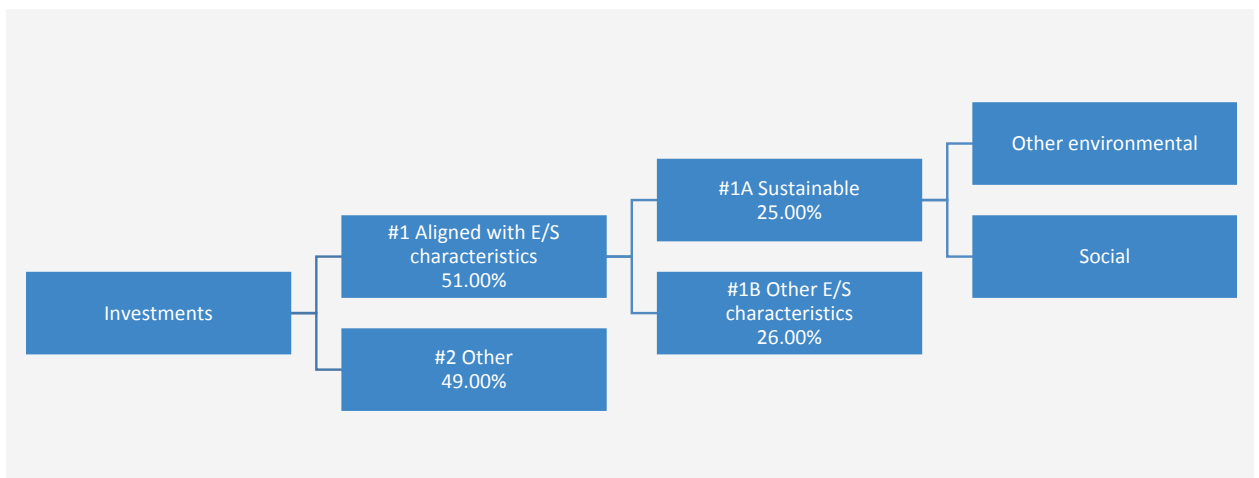 Investments
#1 Aligned with E/S
characteristics
51.00%
#2 Other
49.00%
#1A Sustainable
25.00%
#1B Other E/S
characteristics
26.00%
Other environmental
Social